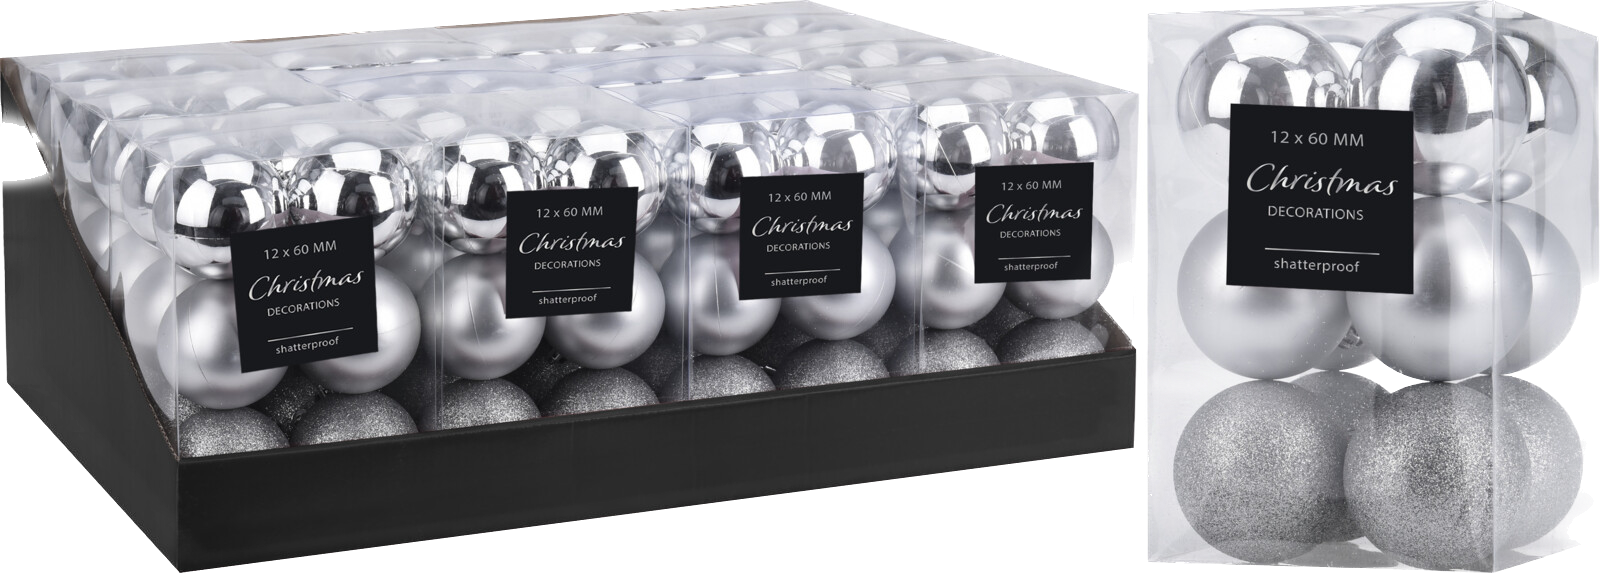 12 x 60 MM
Christmas
DECORATIONS
shatterproof
12 x 60 MM
Christmas
DECORATIONS
shatterproof
12 x 60 MM
Christmas
DECORATIONS
shatterproof
12 x 60 MM
Christmas
DECORATIONS
shatterproof
12 x 60 MM
Christmas
DECORATIONS
shatterproof